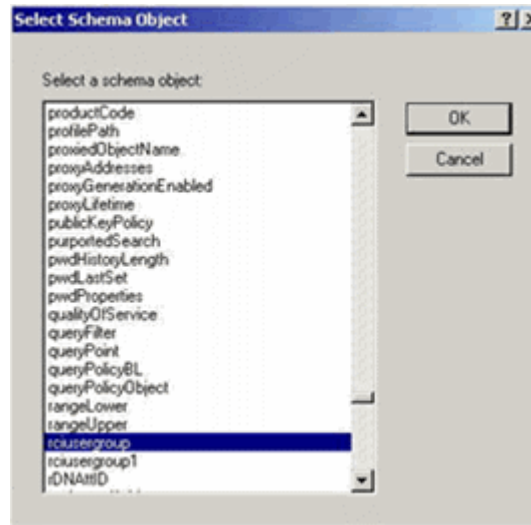 Select Schema Object
Select a schema object:
productCode
profilePath
proxiedObjectName
proxyAddresses
proxyGenerationEnabled
proxyLifetime
publicKeyPolicy
purportedSearch
pwdHistoryLength
pwdLastSet
pwdProperties
qualityOfService
queryFilter
queryPoint
queryPolicyBL
queryPolicyObject
rangeLower
rangeUpper
rciusergroup
rciusergroup1
rDNAttID
OK
Cancel